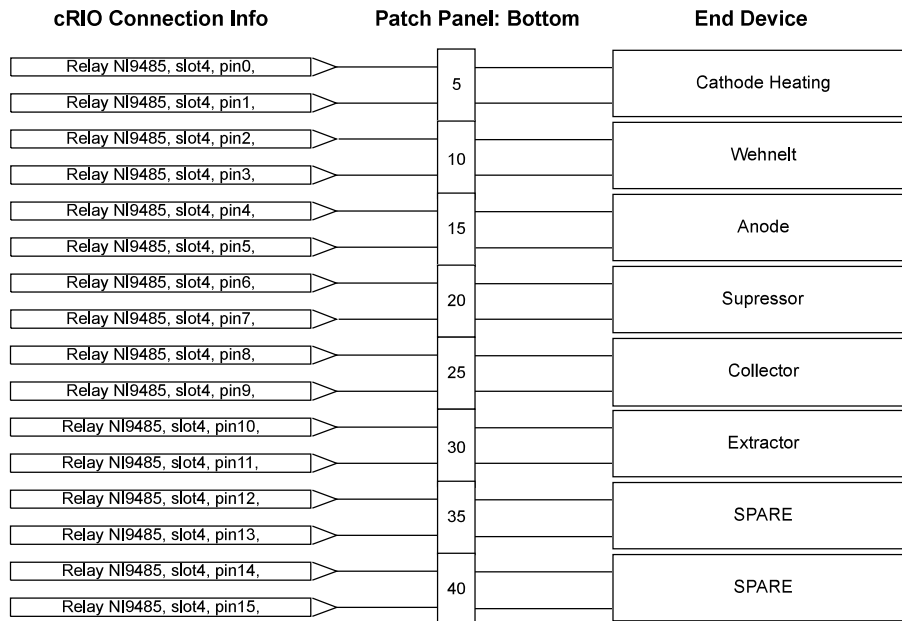 cRIO Connection Info Patch Panel: Bottom End Device
Relay NI9485, slot4, pin0,
Relay NI9485, slot4, pin1,
5
Cathode Heating
Relay NI9485, slot4, pin2,
Relay NI9485, slot4, pin3,
10
Wehnelt
Relay NI9485, slot4, pin4,
Relay NI9485, slot4, pin5,
15
Anode
Relay NI9485, slot4, pin6,
Relay NI9485, slot4, pin7,
20
Supressor
Relay NI9485, slot4, pin8,
Relay NI9485, slot4, pin9,
25
Collector
Relay NI9485, slot4, pin10,
Relay NI9485, slot4, pin11,
30
Extractor
Relay NI9485, slot4, pin12,
Relay NI9485, slot4, pin13,
35
SPARE
Relay NI9485, slot4, pin14,
Relay NI9485, slot4, pin15,
40
SPARE